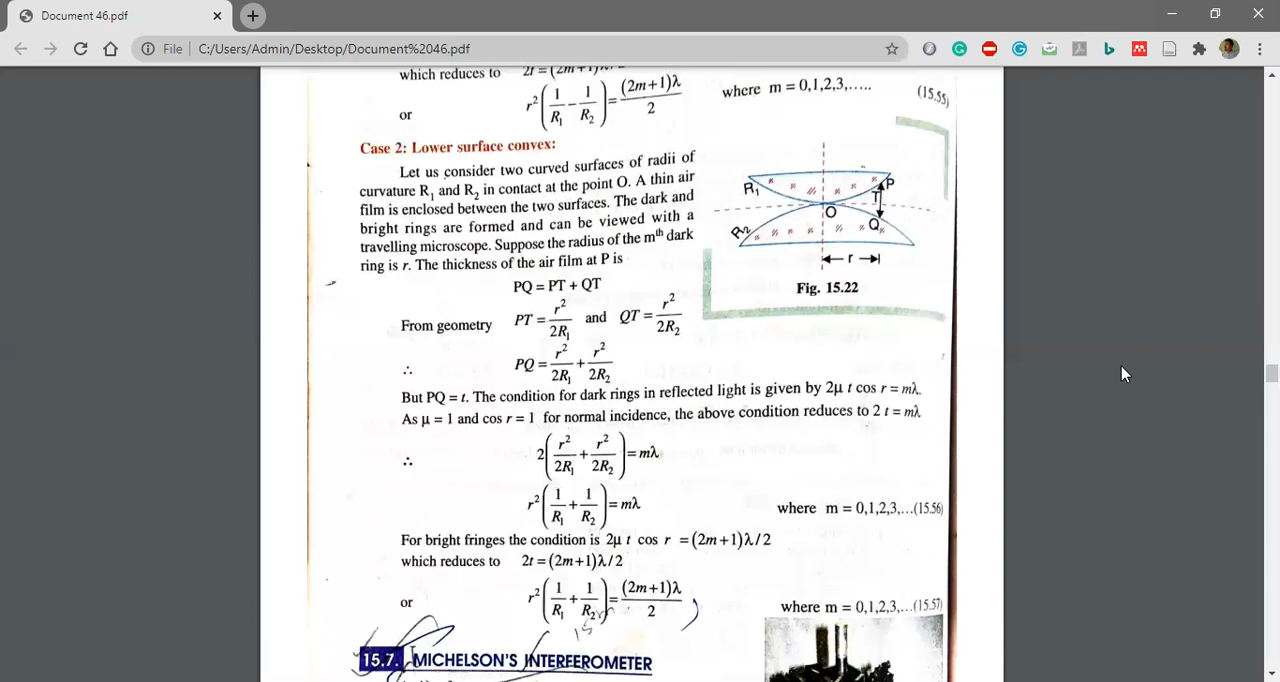 Document 46.pdf
File
C:/Users/Admin/Desktop/Document%2046.pdf
which reduces to 2t = (2m+1)λ/2
or r²(1/R₁ − 1/R₂) = (2m+1)λ/2 where m = 0,1,2,3,..... (15.55)
Case 2: Lower surface convex:
Let us consider two curved surfaces of radii of
curvature R₁ and R₂ in contact at the point O. A thin air
film is enclosed between the two surfaces. The dark and
bright rings are formed and can be viewed with a
travelling microscope. Suppose the radius of the mᵗʰ dark
ring is r. The thickness of the air film at P is
R₁
P
T
O
Q
R₂
r
Fig. 15.22
PQ = PT + QT
From geometry PT = r²/2R₁ and QT = r²/2R₂
∴ PQ = r²/2R₁ + r²/2R₂
But PQ = t. The condition for dark rings in reflected light is given by 2μ t cos r = mλ.
As μ = 1 and cos r = 1 for normal incidence, the above condition reduces to 2 t = mλ
∴ 2(r²/2R₁ + r²/2R₂) = mλ
r²(1/R₁ + 1/R₂) = mλ where m = 0,1,2,3,...(15.56)
For bright fringes the condition is 2μ t cos r = (2m+1)λ/2
which reduces to 2t = (2m+1)λ/2
or r²(1/R₁ + 1/R₂) = (2m+1)λ/2 where m = 0,1,2,3,...(15.57)
15.7. MICHELSON'S INTERFEROMETER